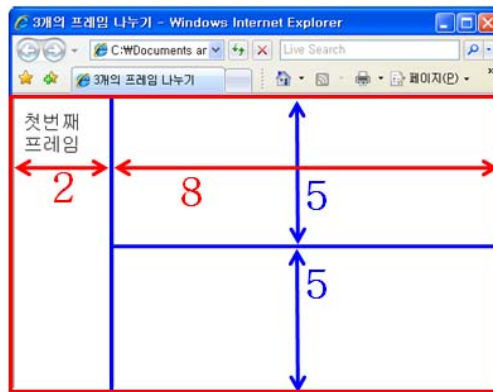 3개의 프레임 나누기 - Windows Internet Explorer
C:₩Documents ar
Live Search
3개의 프레임 나누기
페이지(P)
»
첫번째
프레임
2
8
5
5